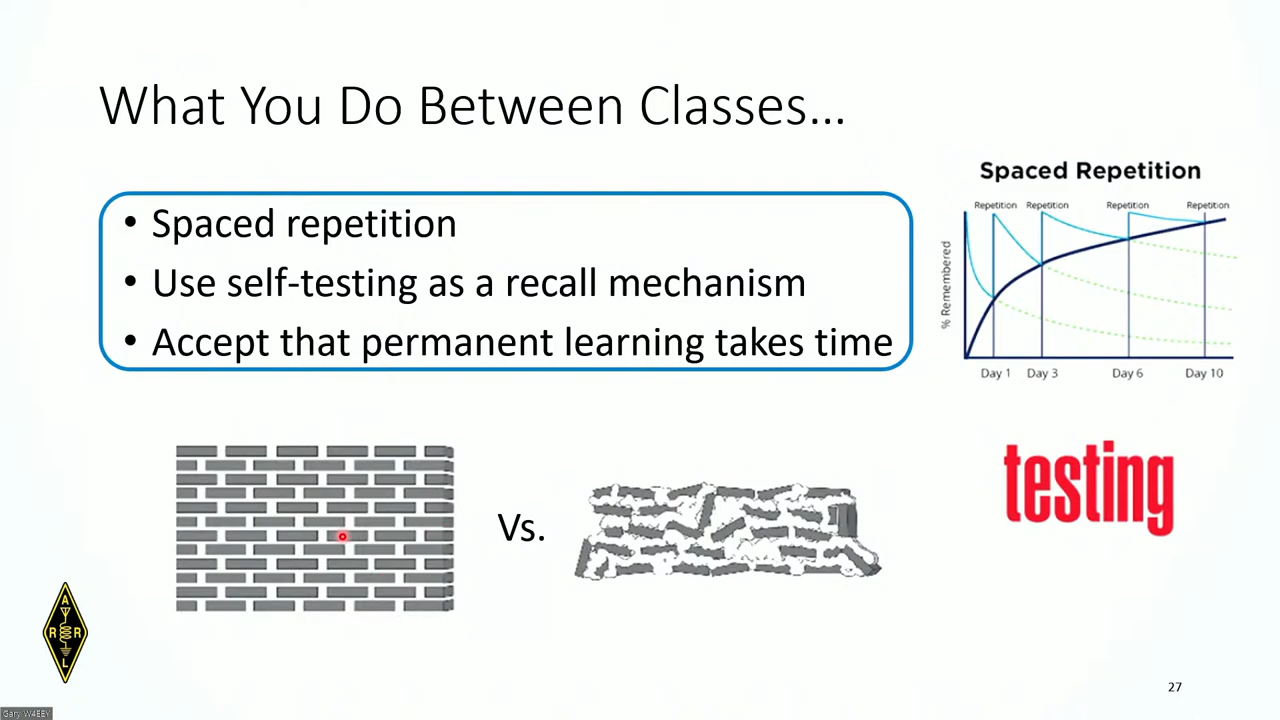 What You Do Between Classes...
• Spaced repetition
• Use self-testing as a recall mechanism
• Accept that permanent learning takes time
Spaced Repetition
Repetition Repetition Repetition Repetition
% Remembered
Day 1 Day 3 Day 6 Day 10
Vs.
testing
A
R R
L
27
Gary W4EEY